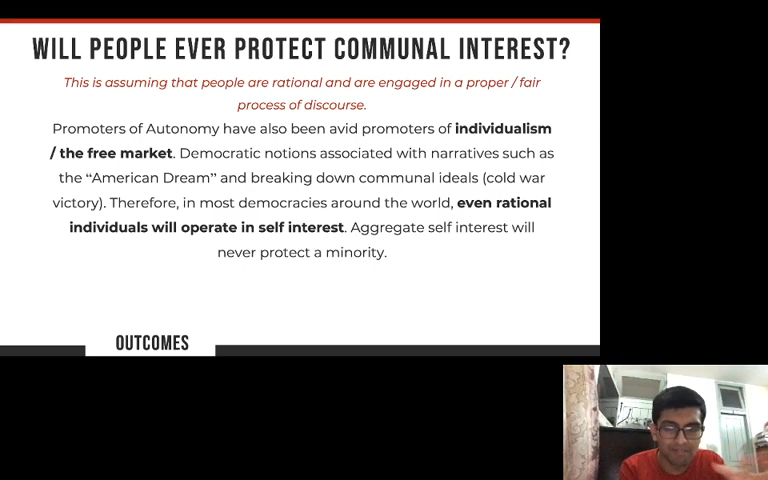 WILL PEOPLE EVER PROTECT COMMUNAL INTEREST?
This is assuming that people are rational and are engaged in a proper / fair
process of discourse.
Promoters of Autonomy have also been avid promoters of individualism
/ the free market. Democratic notions associated with narratives such as
the “American Dream” and breaking down communal ideals (cold war
victory). Therefore, in most democracies around the world, even rational
individuals will operate in self interest. Aggregate self interest will
never protect a minority.
OUTCOMES